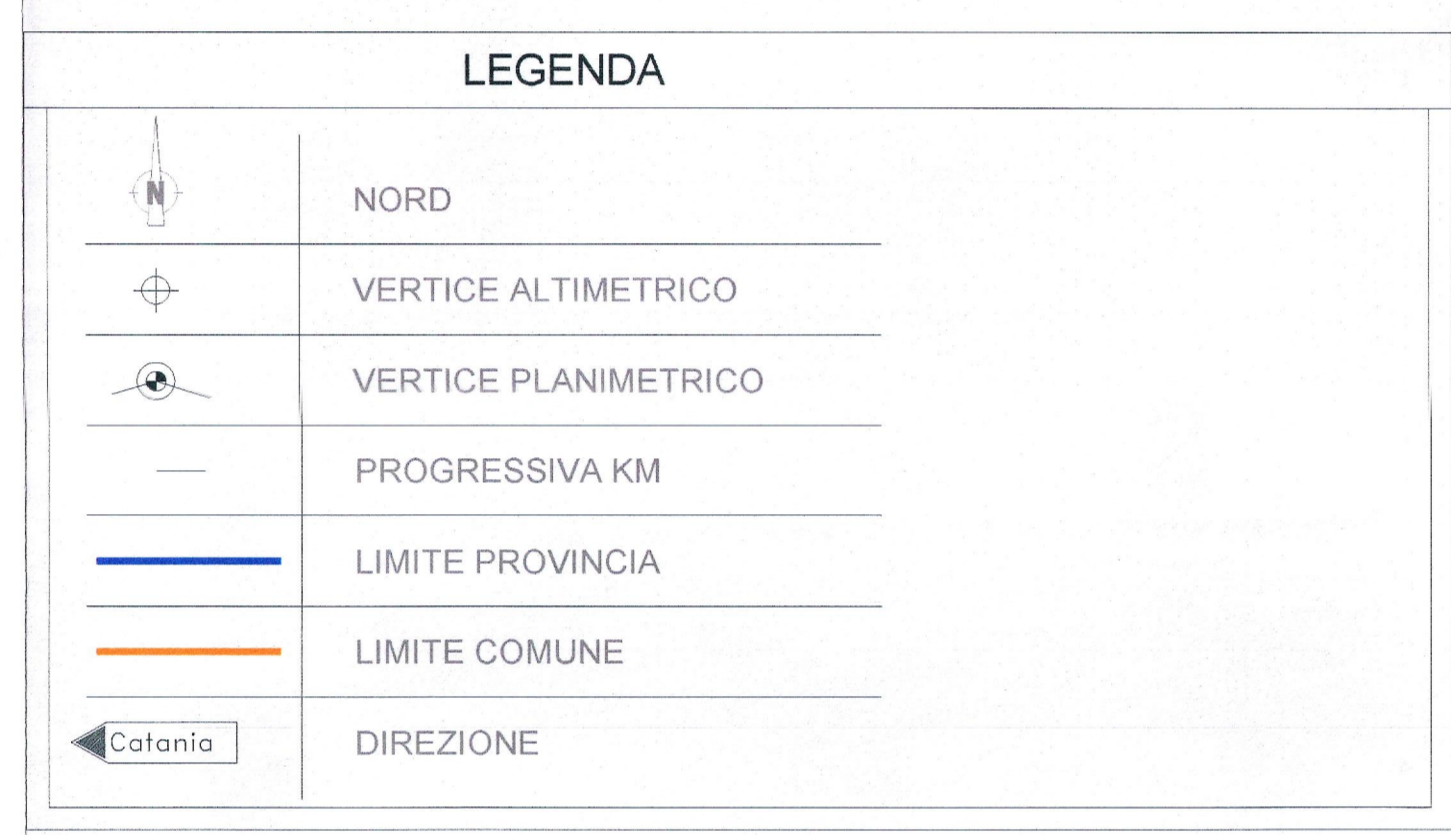 LEGENDA
N NORD
VERTICE ALTIMETRICO
VERTICE PLANIMETRICO
PROGRESSIVA KM
LIMITE PROVINCIA
LIMITE COMUNE
Catania DIREZIONE